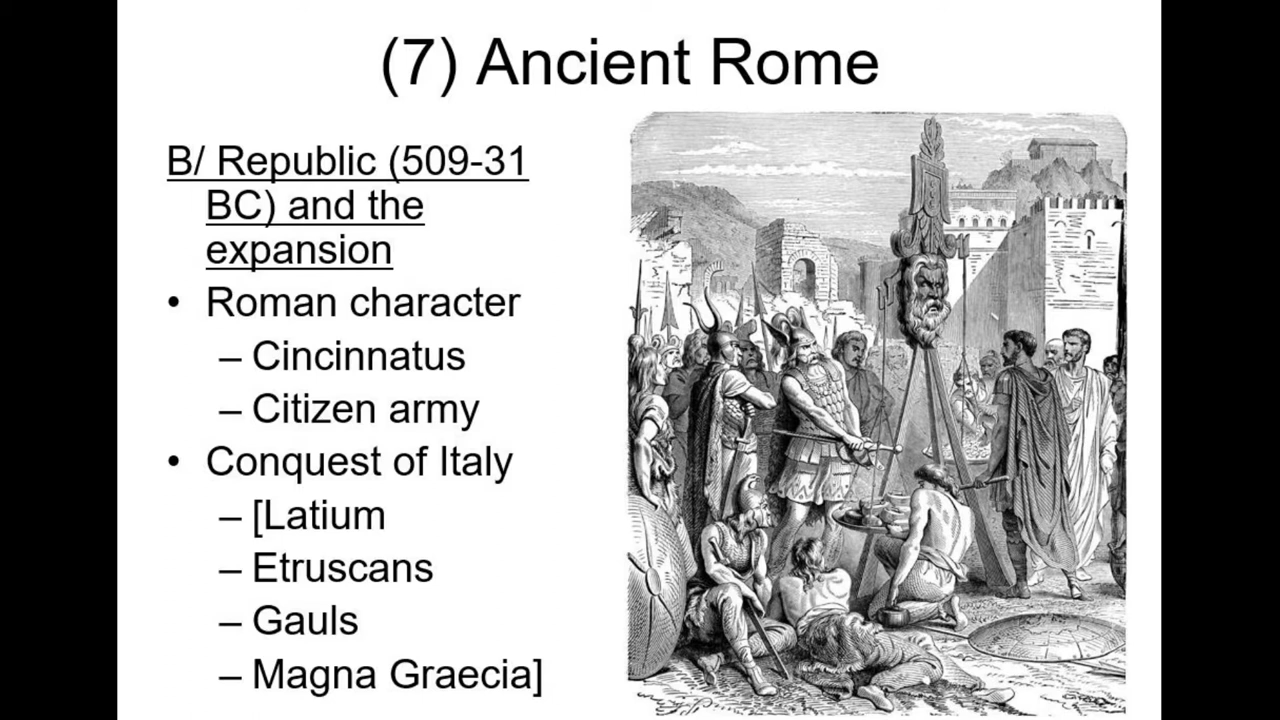 (7) Ancient Rome
B/ Republic (509-31
BC) and the
expansion
• Roman character
– Cincinnatus
– Citizen army
• Conquest of Italy
– [Latium
– Etruscans
– Gauls
– Magna Graecia]